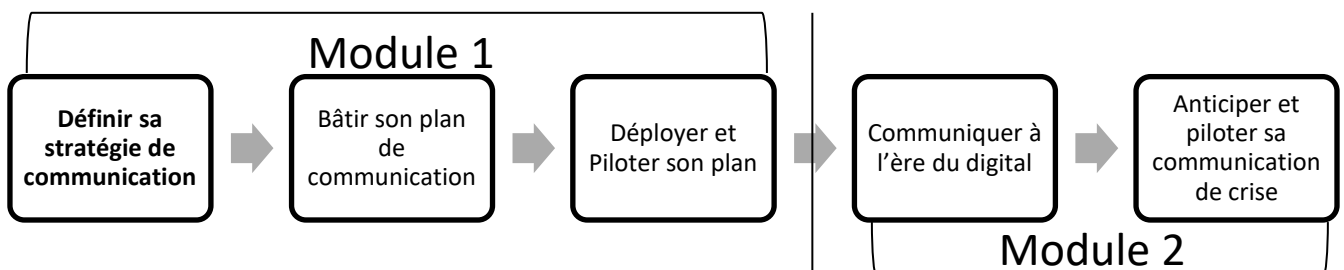 Module 1
Définir sa
stratégie de
communication
Bâtir son plan
de
communication
Déployer et
Piloter son plan
Communiquer à
l’ère du digital
Anticiper et
piloter sa
communication
de crise
Module 2